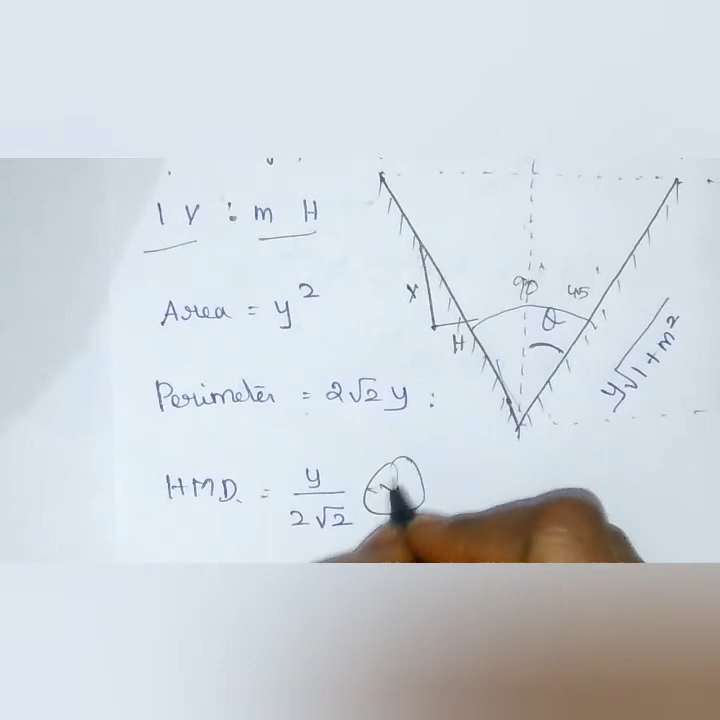 1 V : m H
Area = y²
Perimeter = 2√2 y :
HMD. = y / 2√2
90°
45°
θ
H
y√1 + m²